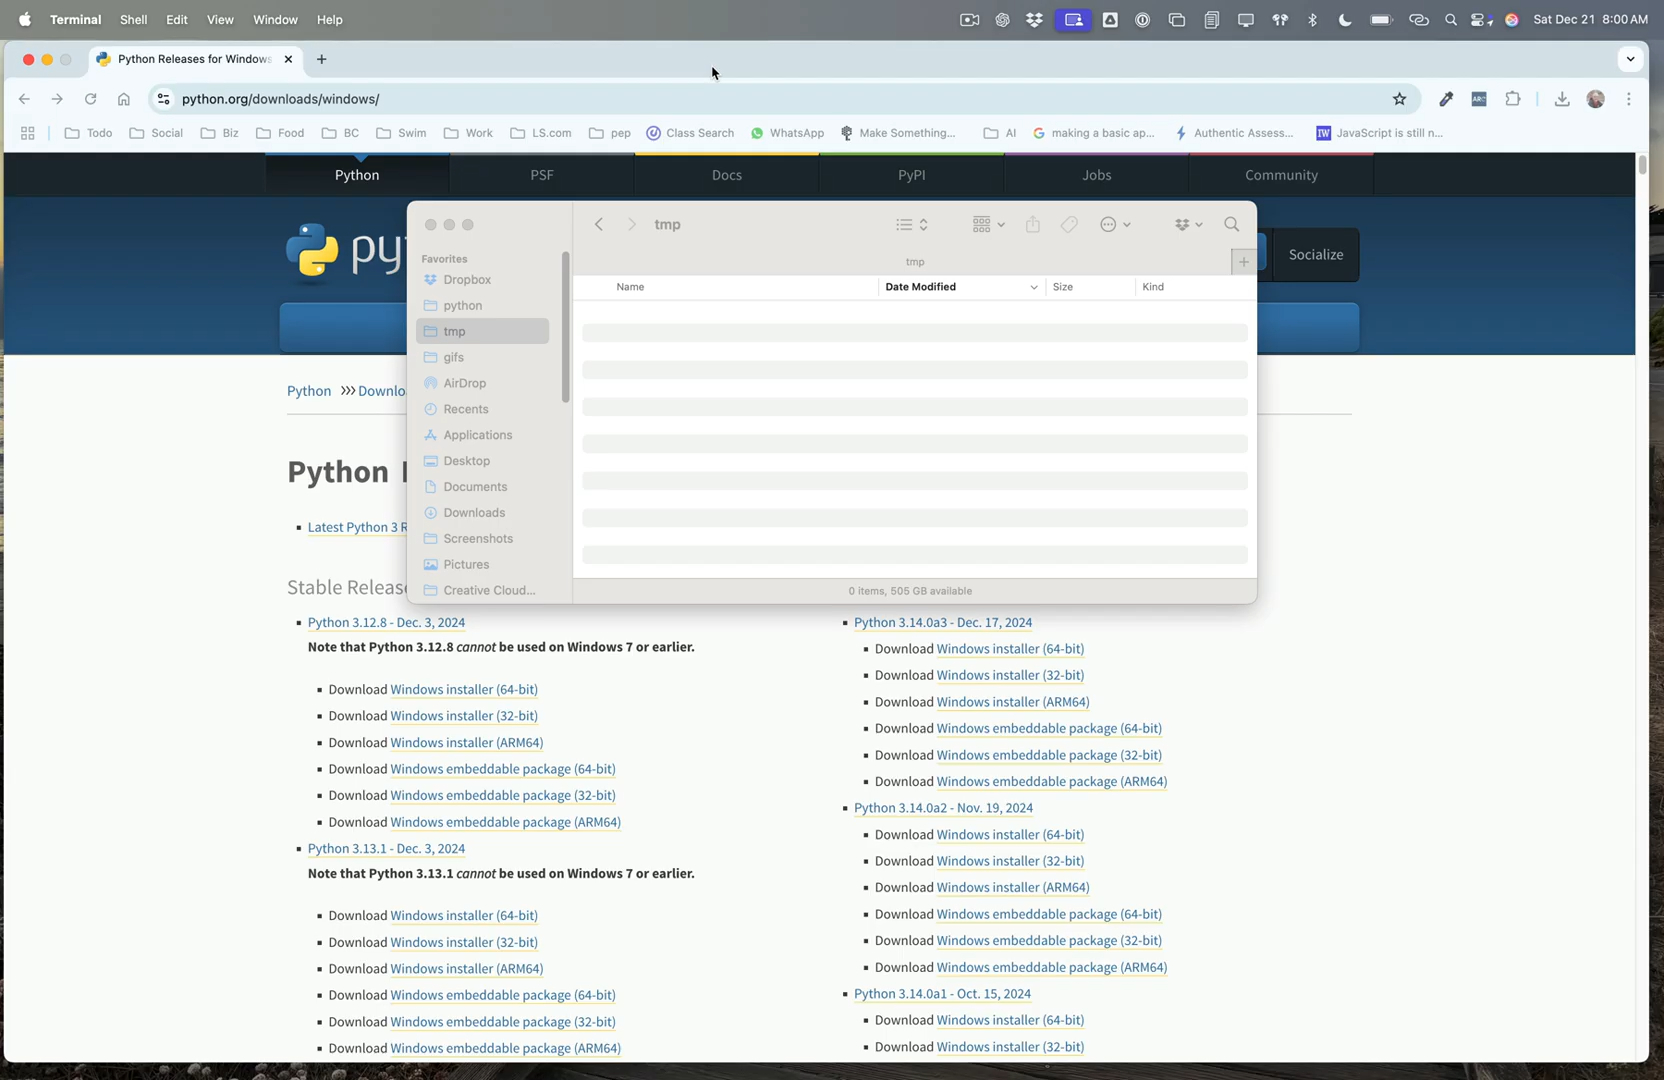 Terminal Shell Edit View Window Help Sat Dec 21 8:00 AM
Python Releases for Windows
python.org/downloads/windows/
Todo Social Biz Food BC Swim Work LS.com pep Class Search WhatsApp Make Something... AI making a basic ap... Authentic Assess... JavaScript is still n...
Python PSF Docs PyPI Jobs Community
py
Socialize
tmp
tmp
Name Date Modified Size Kind
Favorites
Dropbox
python
tmp
gifs
AirDrop
Recents
Applications
Desktop
Documents
Downloads
Screenshots
Pictures
Creative Cloud...
0 items, 505 GB available
Python >>> Downlo
Python
Latest Python 3 R
Stable Release
Python 3.12.8 - Dec. 3, 2024
Note that Python 3.12.8 cannot be used on Windows 7 or earlier.
Download Windows installer (64-bit)
Download Windows installer (32-bit)
Download Windows installer (ARM64)
Download Windows embeddable package (64-bit)
Download Windows embeddable package (32-bit)
Download Windows embeddable package (ARM64)
Python 3.13.1 - Dec. 3, 2024
Note that Python 3.13.1 cannot be used on Windows 7 or earlier.
Download Windows installer (64-bit)
Download Windows installer (32-bit)
Download Windows installer (ARM64)
Download Windows embeddable package (64-bit)
Download Windows embeddable package (32-bit)
Download Windows embeddable package (ARM64)
Python 3.14.0a3 - Dec. 17, 2024
Download Windows installer (64-bit)
Download Windows installer (32-bit)
Download Windows installer (ARM64)
Download Windows embeddable package (64-bit)
Download Windows embeddable package (32-bit)
Download Windows embeddable package (ARM64)
Python 3.14.0a2 - Nov. 19, 2024
Download Windows installer (64-bit)
Download Windows installer (32-bit)
Download Windows installer (ARM64)
Download Windows embeddable package (64-bit)
Download Windows embeddable package (32-bit)
Download Windows embeddable package (ARM64)
Python 3.14.0a1 - Oct. 15, 2024
Download Windows installer (64-bit)
Download Windows installer (32-bit)